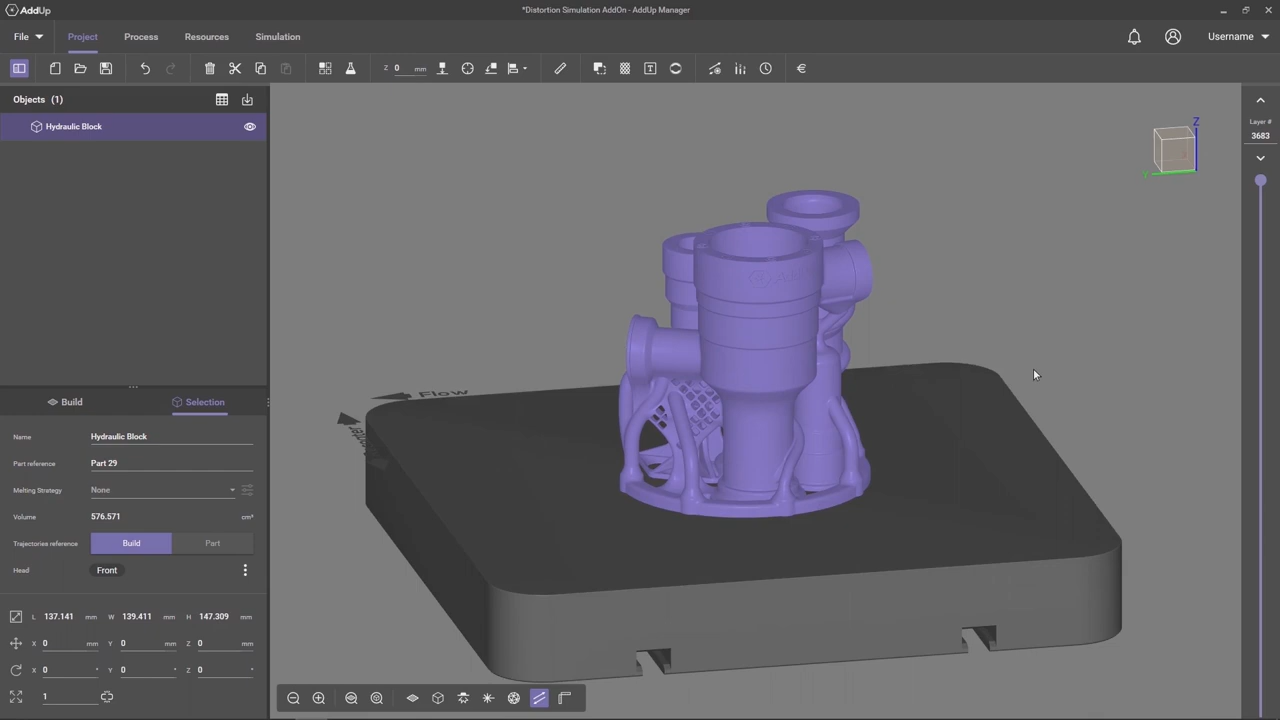 AddUp
*Distortion Simulation AddOn - AddUp Manager
File
Project
Process
Resources
Simulation
Username
Z 0 mm
€
Objects (1)
Hydraulic Block
Z
Y
Layer #
3683
Flow
Build
Selection
Name Hydraulic Block
Part reference Part 29
Melting Strategy None
Volume 576.571 cm³
Trajectories reference Build Part
Head Front
L 137.141 mm W 139.411 mm H 147.309 mm
X 0 mm Y 0 mm Z 0 mm
X 0 ° Y 0 ° Z 0 °
1